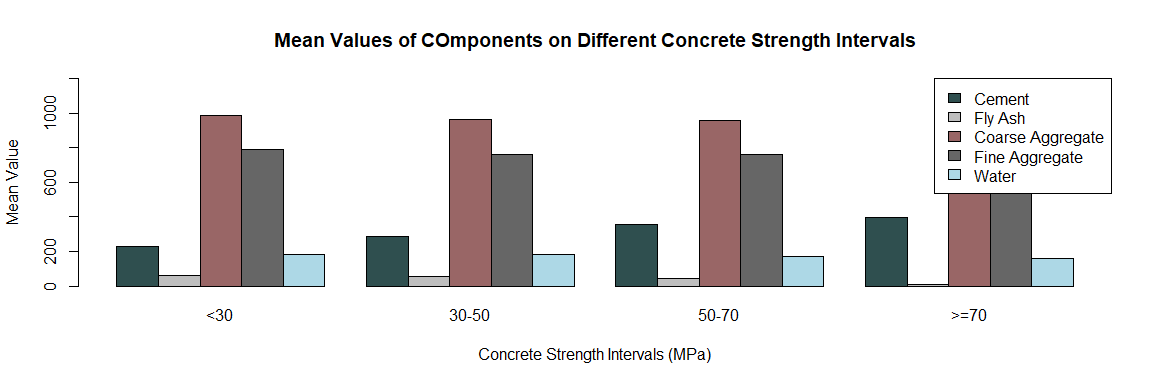 Mean Values of COmponents on Different Concrete Strength Intervals
Mean Value
1000
600
200
0
Cement
Fly Ash
Coarse Aggregate
Fine Aggregate
Water
<30
30-50
50-70
>=70
Concrete Strength Intervals (MPa)